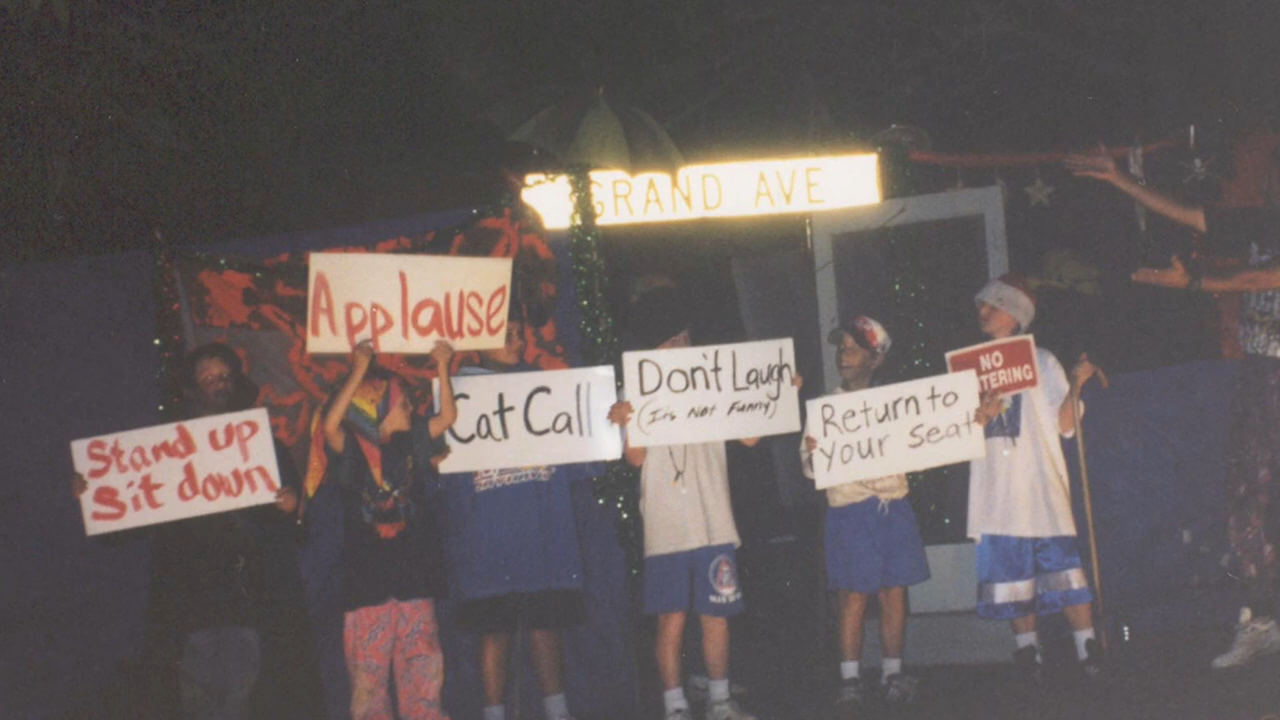 GRAND AVE
Applause
Stand up
Sit down
Cat Call
Don't Laugh
(It's Not Funny)
Return to
your seat
NO